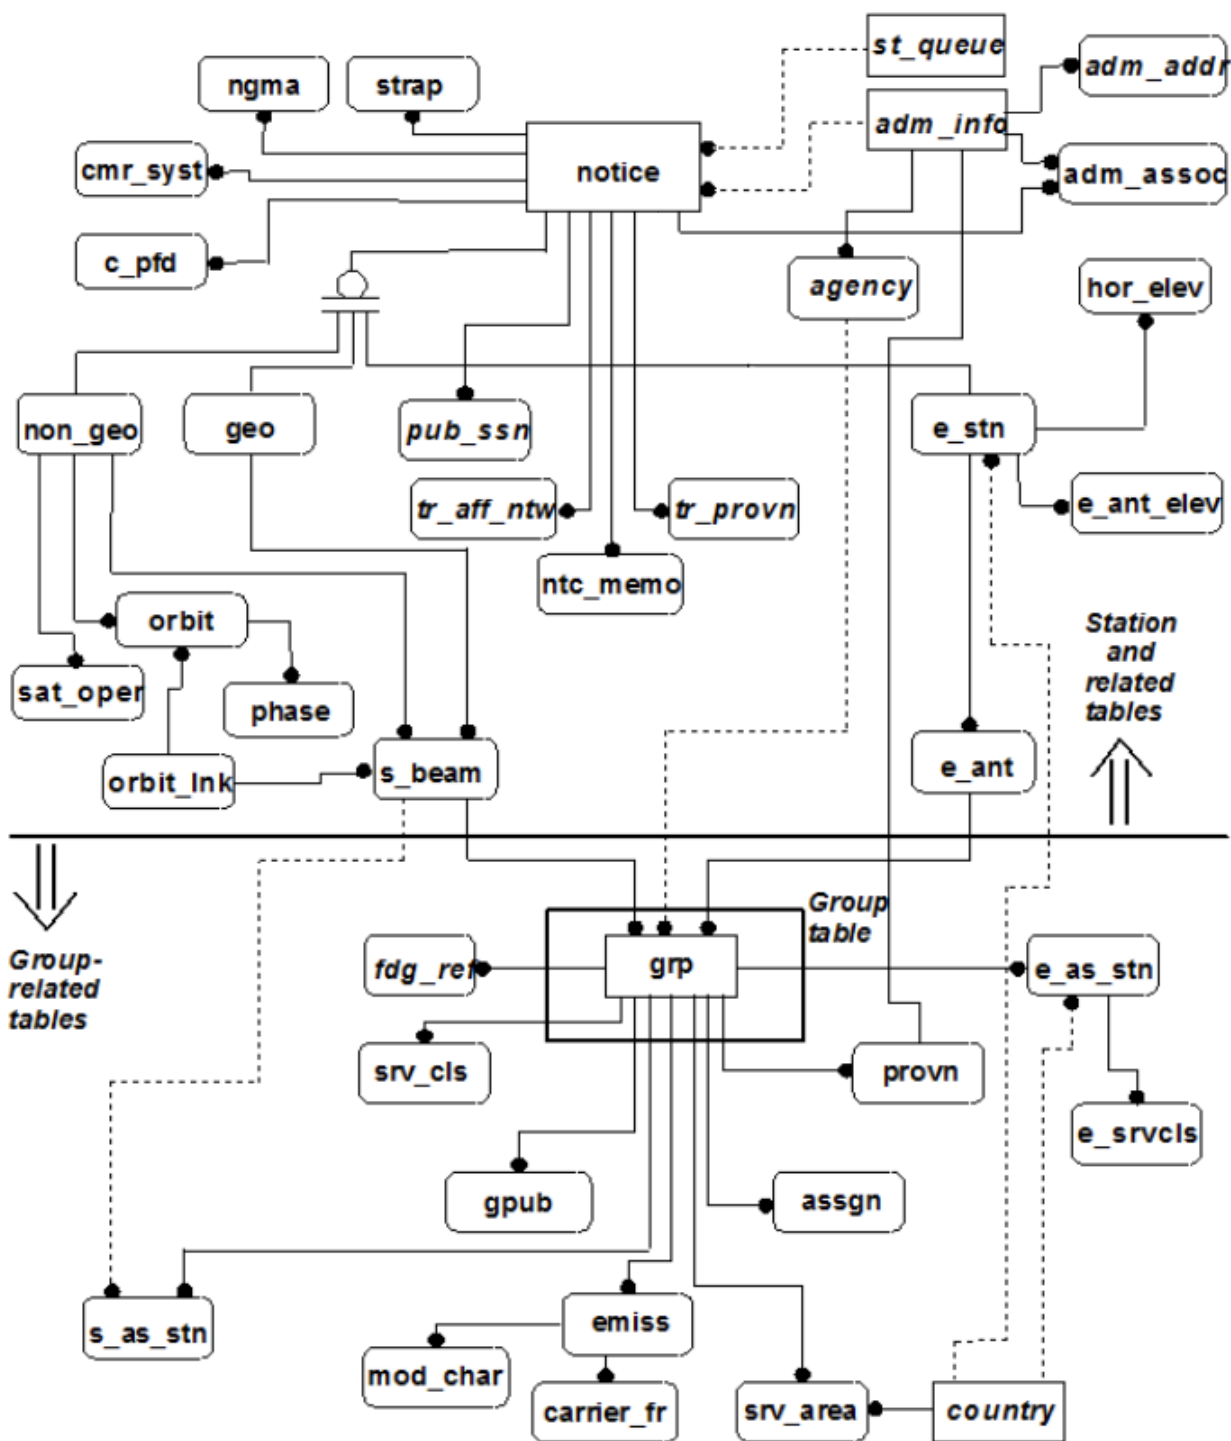 st_queue
ngma
strap
adm_addr
adm_info
cmr_syst
notice
adm_assoc
c_pfd
agency
hor_elev
non_geo
geo
pub_ssn
e_stn
tr_aff_ntw
tr_provn
e_ant_elev
ntc_memo
orbit
Station
and
related
tables
sat_oper
phase
orbit_lnk
s_beam
e_ant
Group
table
Group-
related
tables
fdg_ref
grp
e_as_stn
srv_cls
provn
e_srvcls
gpub
assgn
s_as_stn
emiss
mod_char
carrier_fr
srv_area
country